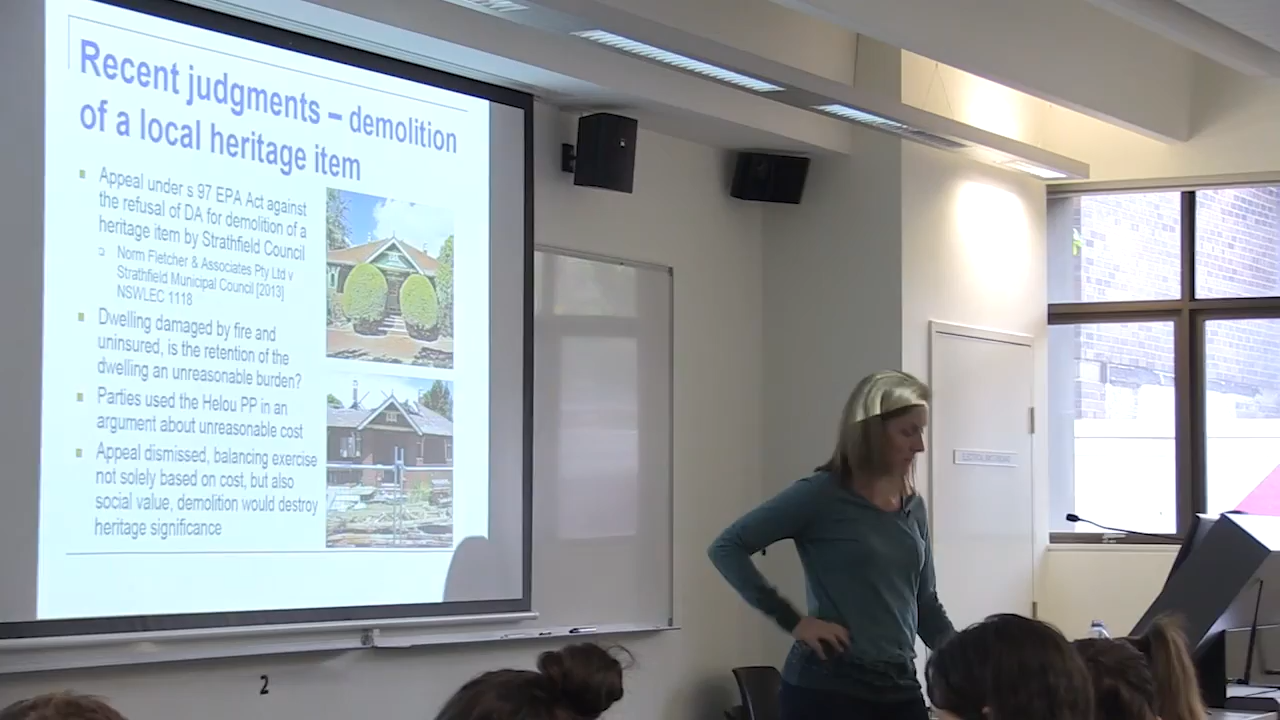 Recent judgments – demolition
of a local heritage item
Appeal under s 97 EPA Act against
the refusal of DA for demolition of a
heritage item by Strathfield Council
Norm Fletcher & Associates Pty Ltd v
Strathfield Municipal Council [2013]
NSWLEC 1118
Dwelling damaged by fire and
uninsured, is the retention of the
dwelling an unreasonable burden?
Parties used the Helou PP in an
argument about unreasonable cost
Appeal dismissed, balancing exercise
not solely based on cost, but also
social value, demolition would destroy
heritage significance
2